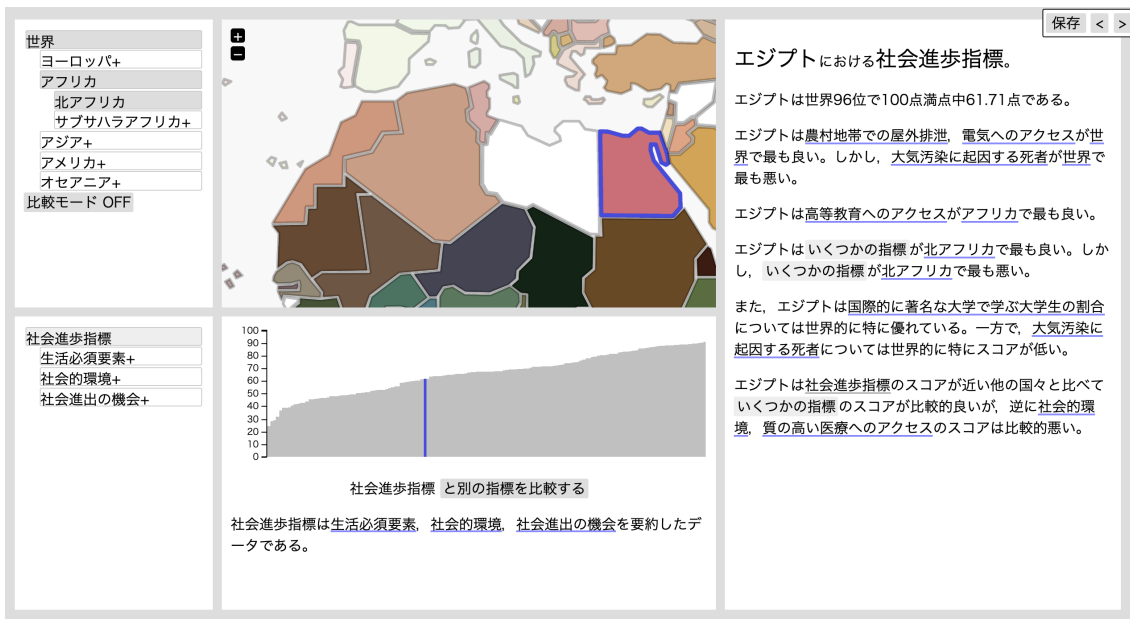 保存 < >
世界
ヨーロッパ+
アフリカ
北アフリカ
サブサハラアフリカ+
アジア+
アメリカ+
オセアニア+
比較モード OFF
+
−
社会進歩指標
生活必須要素+
社会的環境+
社会進出の機会+
100
90
80
70
60
50
40
30
20
10
0
社会進歩指標 と別の指標を比較する
社会進歩指標は生活必須要素，社会的環境，社会進出の機会を要約したデ
ータである。
エジプトにおける社会進歩指標。
エジプトは世界96位で100点満点中61.71点である。
エジプトは農村地帯での屋外排泄，電気へのアクセスが世
界で最も良い。しかし，大気汚染に起因する死者が世界で
最も悪い。
エジプトは高等教育へのアクセスがアフリカで最も良い。
エジプトは いくつかの指標 が北アフリカで最も良い。しか
し， いくつかの指標 が北アフリカで最も悪い。
また，エジプトは国際的に著名な大学で学ぶ大学生の割合
については世界的に特に優れている。一方で，大気汚染に
起因する死者については世界的に特にスコアが低い。
エジプトは社会進歩指標のスコアが近い他の国々と比べて
いくつかの指標 のスコアが比較的良いが，逆に社会的環
境，質の高い医療へのアクセスのスコアは比較的悪い。